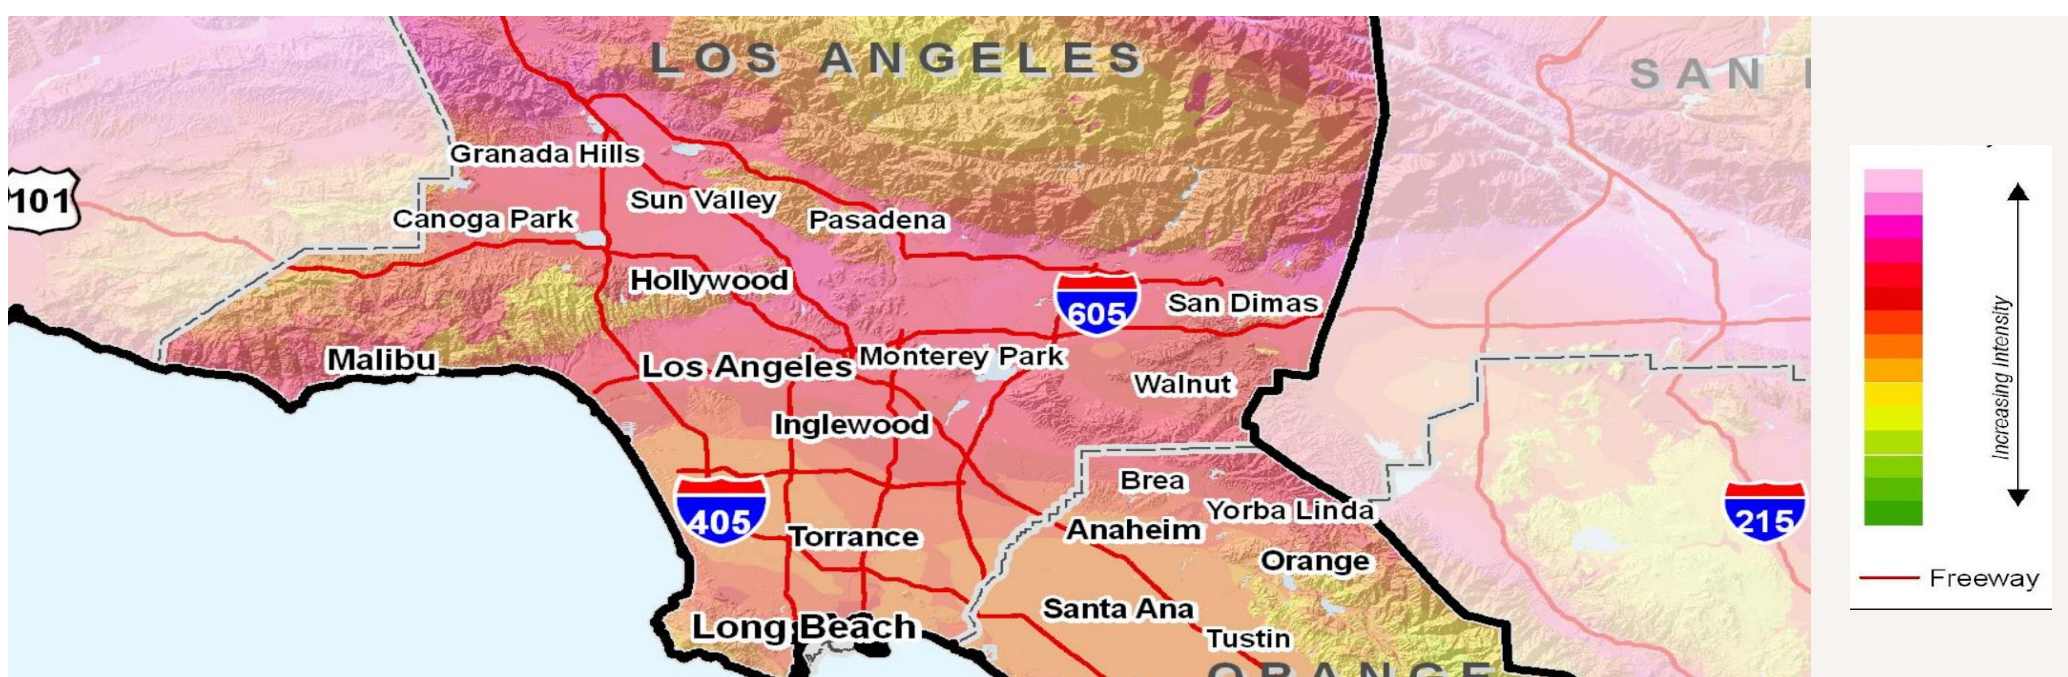 LOS ANGELES
SAN
Granada Hills
101
Sun Valley
Canoga Park
Pasadena
Hollywood
605
San Dimas
Malibu
Los Angeles
Monterey Park
Walnut
Inglewood
Brea
Yorba Linda
405
215
Anaheim
Torrance
Orange
Santa Ana
Long Beach
Tustin
ORANGE
Increasing Intensity
Freeway